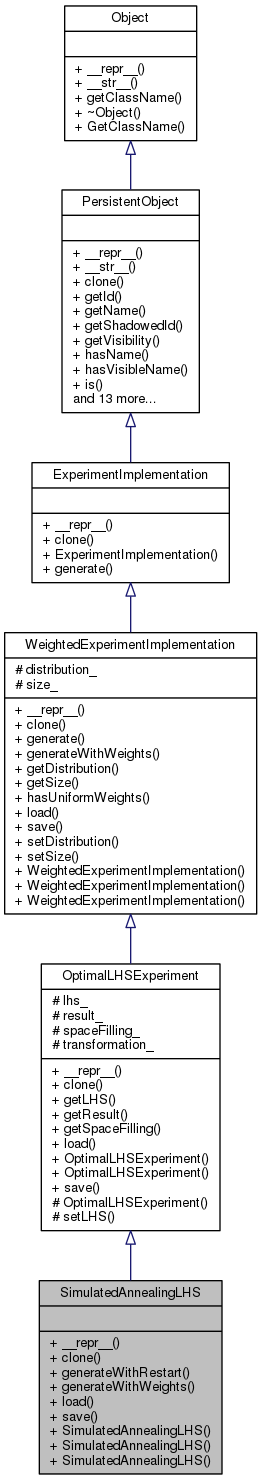 Object
+ __repr__()
+ __str__()
+ getClassName()
+ ~Object()
+ GetClassName()
PersistentObject
+ __repr__()
+ __str__()
+ clone()
+ getId()
+ getName()
+ getShadowedId()
+ getVisibility()
+ hasName()
+ hasVisibleName()
+ is()
and 13 more...
ExperimentImplementation
+ __repr__()
+ clone()
+ ExperimentImplementation()
+ generate()
WeightedExperimentImplementation
# distribution_
# size_
+ __repr__()
+ clone()
+ generate()
+ generateWithWeights()
+ getDistribution()
+ getSize()
+ hasUniformWeights()
+ load()
+ save()
+ setDistribution()
+ setSize()
+ WeightedExperimentImplementation()
+ WeightedExperimentImplementation()
+ WeightedExperimentImplementation()
OptimalLHSExperiment
# lhs_
# result_
# spaceFilling_
# transformation_
+ __repr__()
+ clone()
+ getLHS()
+ getResult()
+ getSpaceFilling()
+ load()
+ OptimalLHSExperiment()
+ OptimalLHSExperiment()
+ save()
# OptimalLHSExperiment()
# setLHS()
SimulatedAnnealingLHS
+ __repr__()
+ clone()
+ generateWithRestart()
+ generateWithWeights()
+ load()
+ save()
+ SimulatedAnnealingLHS()
+ SimulatedAnnealingLHS()
+ SimulatedAnnealingLHS()